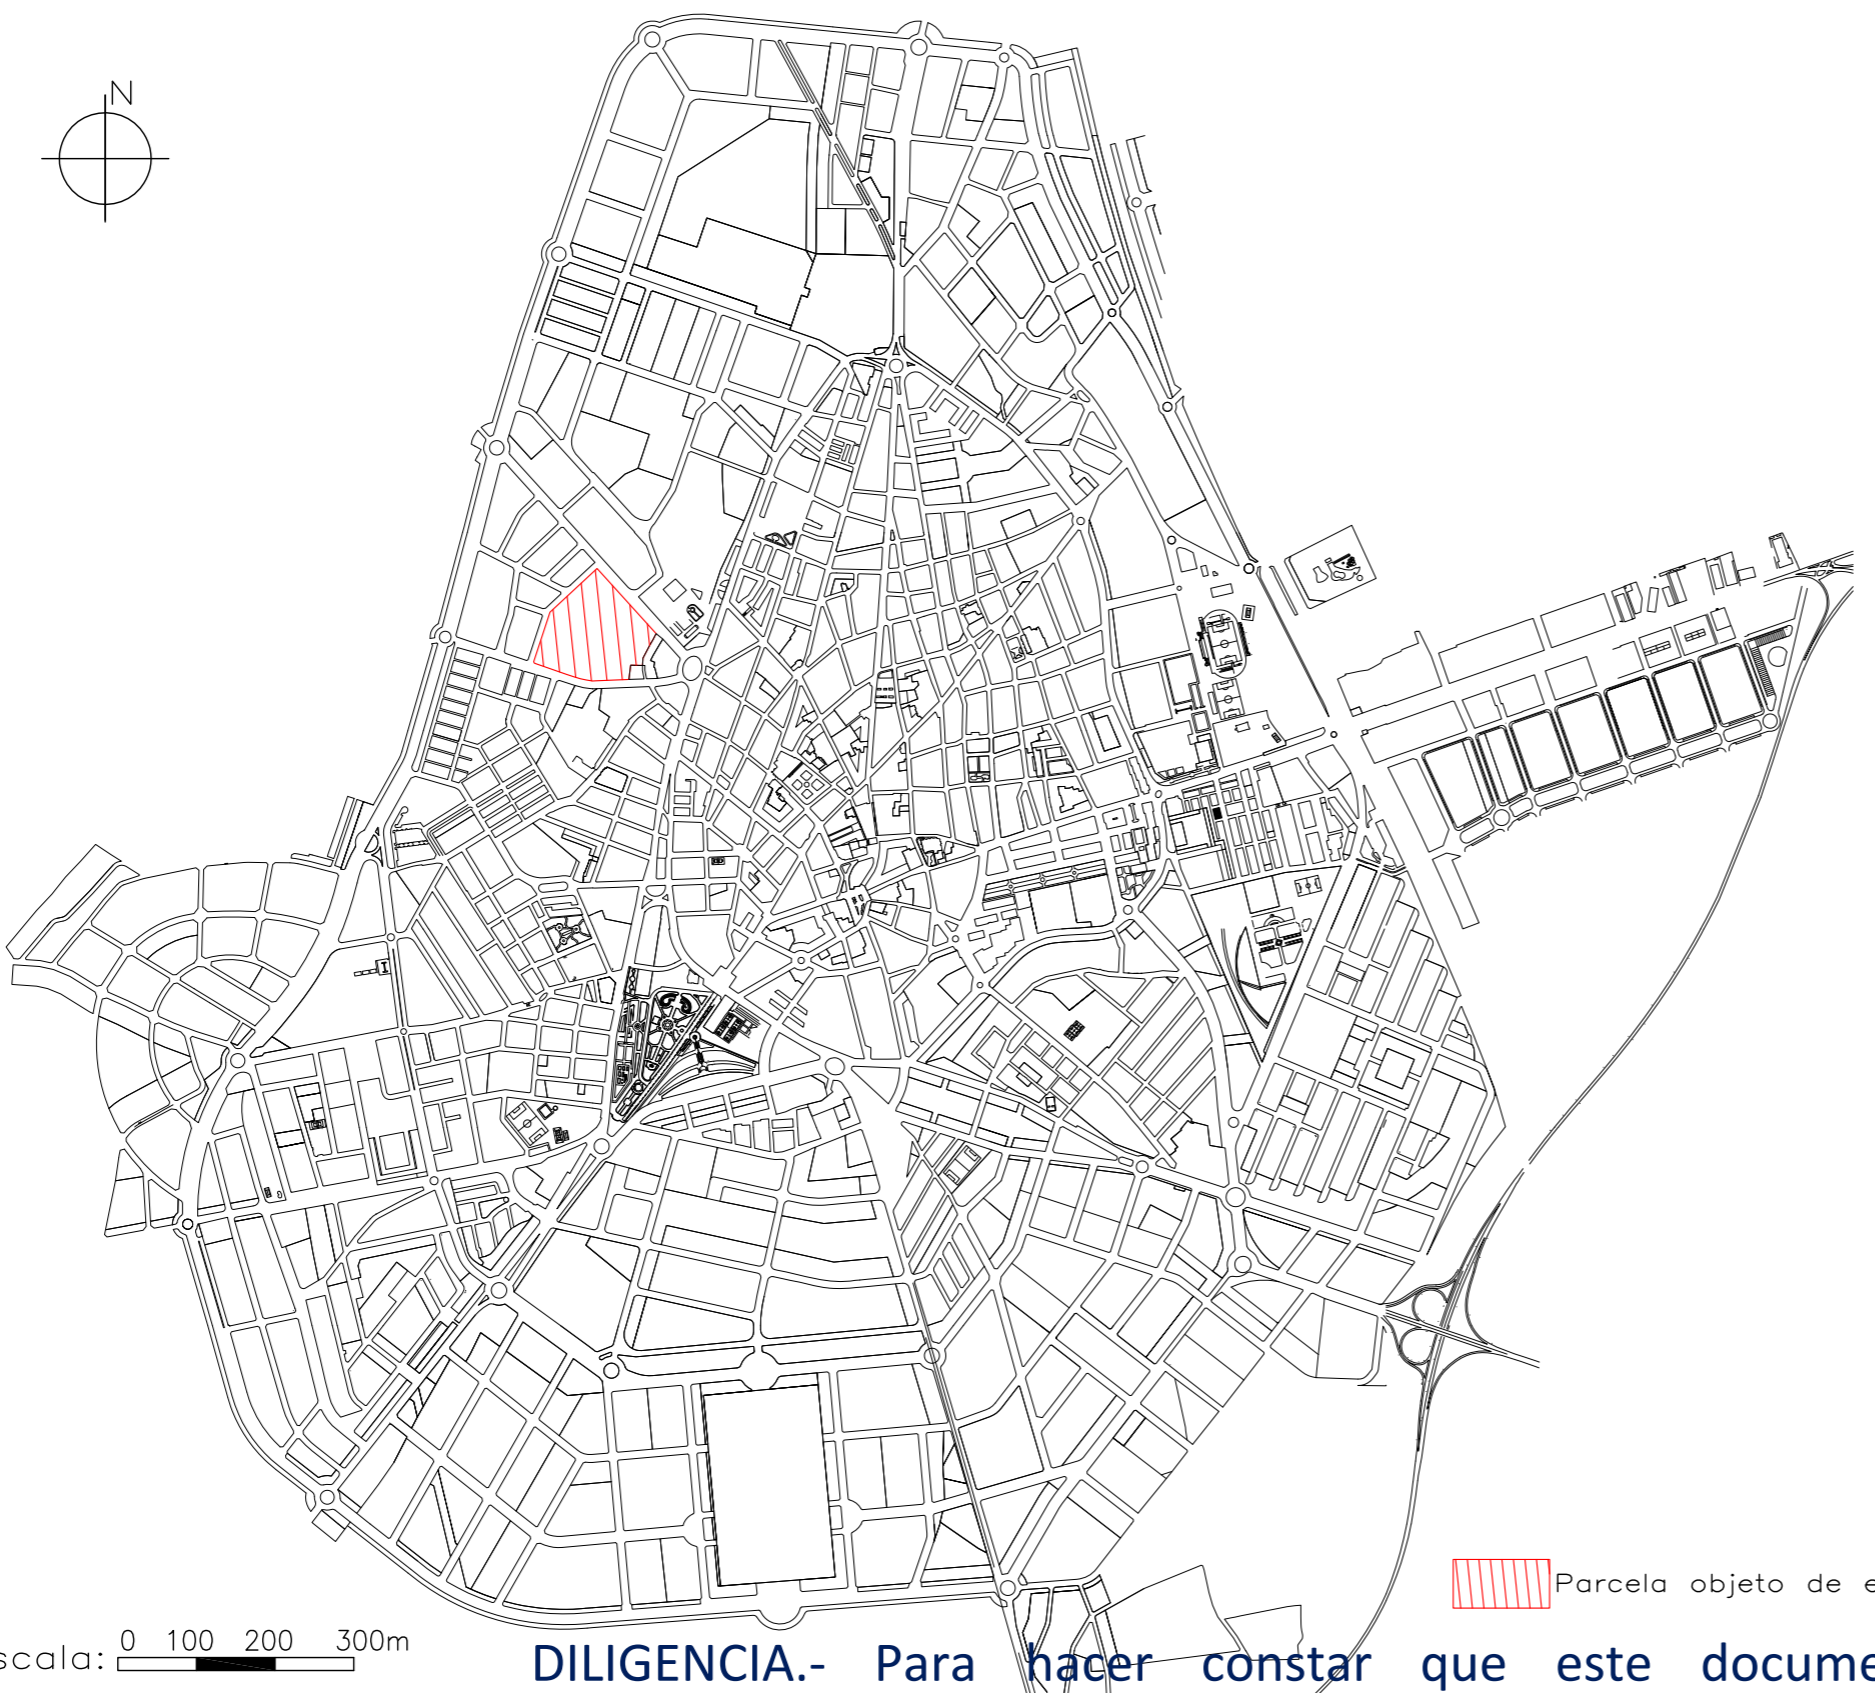 N
Parcela objeto de e
scala: 0 100 200 300m
DILIGENCIA.- Para hacer constar que este docume